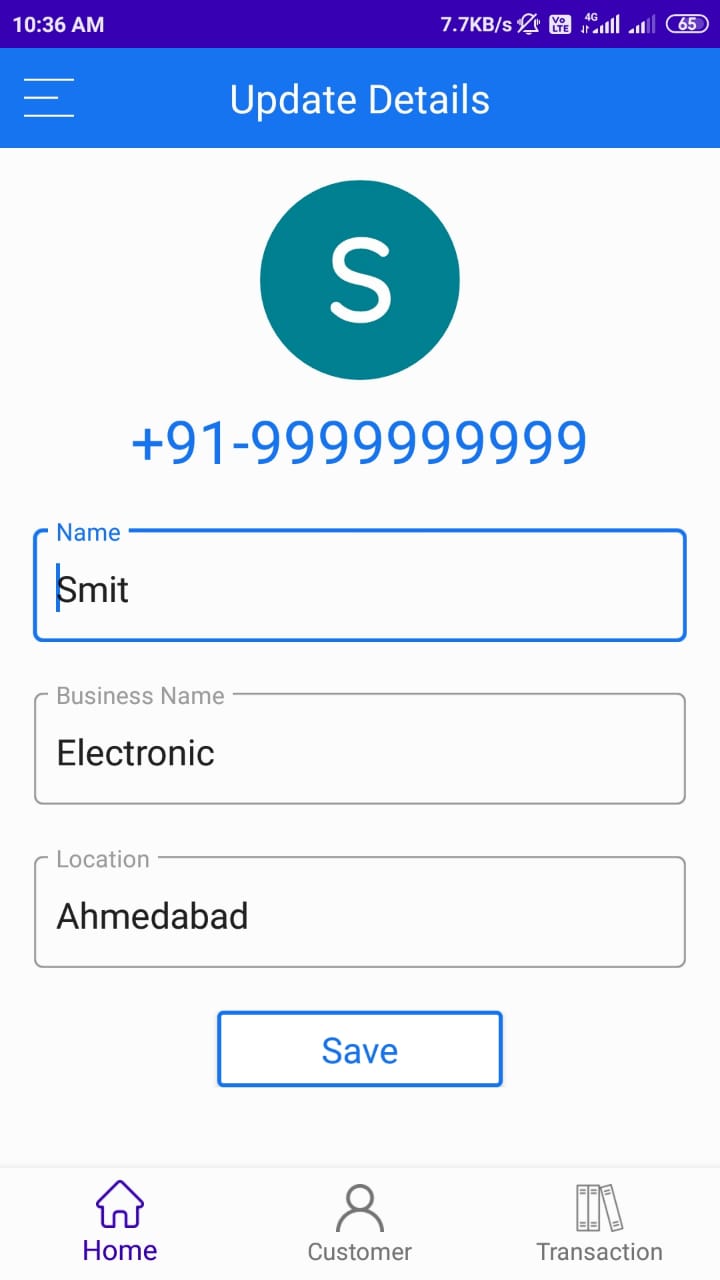 10:36 AM 7.7KB/s Vo LTE 4G 65
Update Details
S
+91-9999999999
Name
Smit
Business Name
Electronic
Location
Ahmedabad
Save
Home Customer Transaction